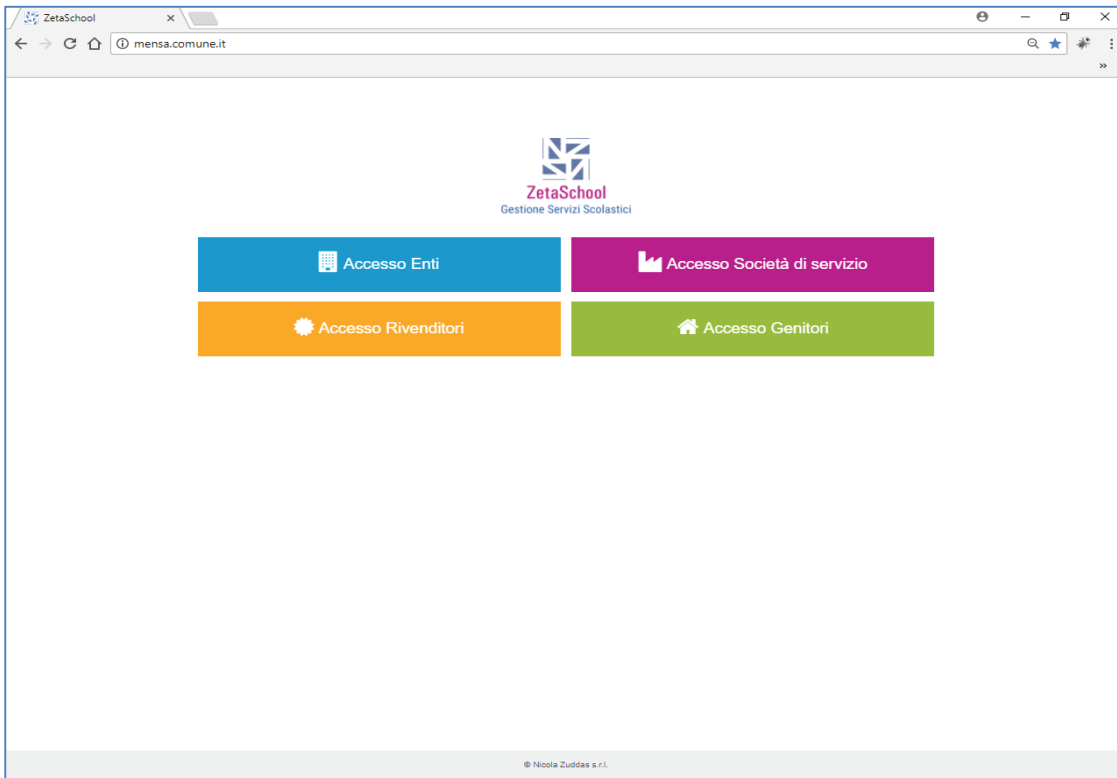 ZetaSchool
mensa.comune.it
ZetaSchool
Gestione Servizi Scolastici
Accesso Enti
Accesso Società di servizio
Accesso Rivenditori
Accesso Genitori
© Nicola Zuddas s.r.l.